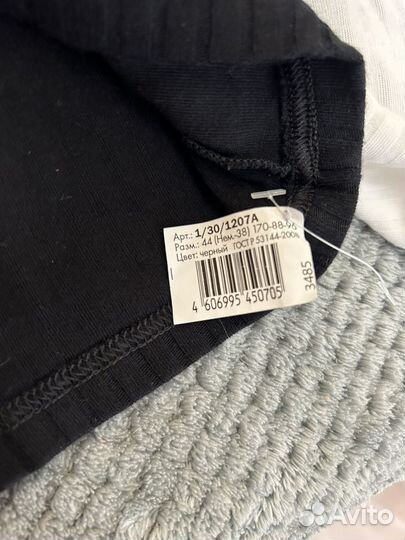 Арт.: 1/30/1207А
Разм.: 44 (Нем.-38) 170-88-96
Цвет: черный ГОСТ Р 53144-2008
4 606995 450705
3485
Avito